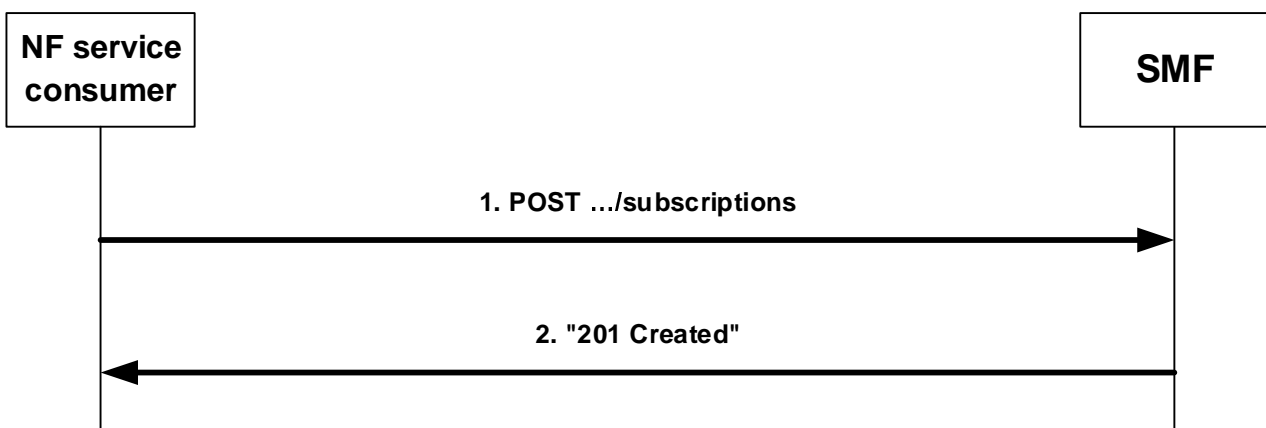 NF service
consumer
SMF
1. POST …/subscriptions
2. "201 Created"